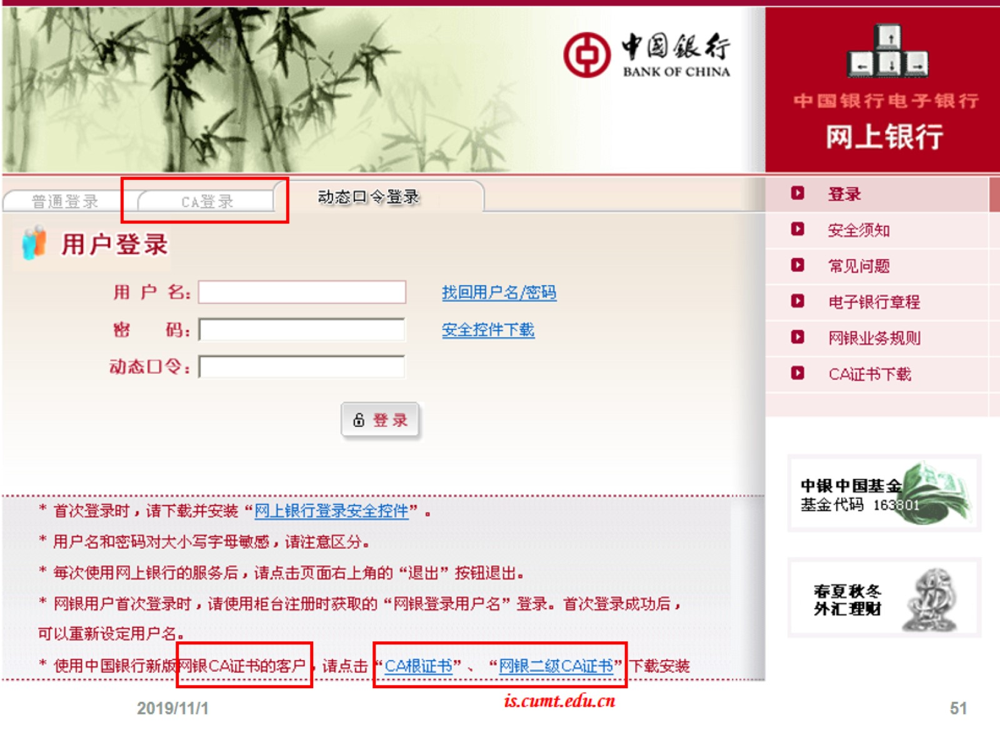 中国银行
BANK OF CHINA
中国银行电子银行
网上银行
普通登录
CA登录
动态口令登录
用户登录
用 户 名:
找回用户名/密码
密 码:
安全控件下载
动态口令:
登 录
登录
安全须知
常见问题
电子银行章程
网银业务规则
CA证书下载
中银中国基金
基金代码 163801
春夏秋冬
外汇理财
* 首次登录时,请下载并安装“网上银行登录安全控件”。
* 用户名和密码对大小写字母敏感,请注意区分。
* 每次使用网上银行的服务后,请点击页面右上角的“退出”按钮退出。
* 网银用户首次登录时,请使用柜台注册时获取的“网银登录用户名”登录。首次登录成功后,
可以重新设定用户名。
* 使用中国银行新版网银CA证书的客户,请点击“CA根证书”、“网银二级CA证书”下载安装
2019/11/1
is.cumt.edu.cn
51